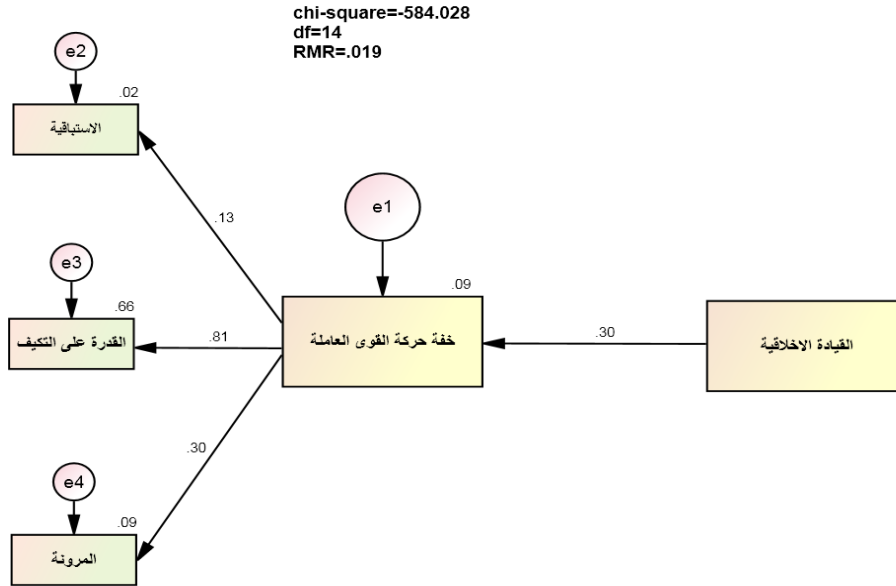 chi-square=-584.028
df=14
RMR=.019
e2
.02
الاستباقية
.13
e1
e3
.09
.66
القدرة على التكيف
.81
خفة حركة القوى العاملة
.30
القيادة الاخلاقية
.30
e4
.09
المرونة